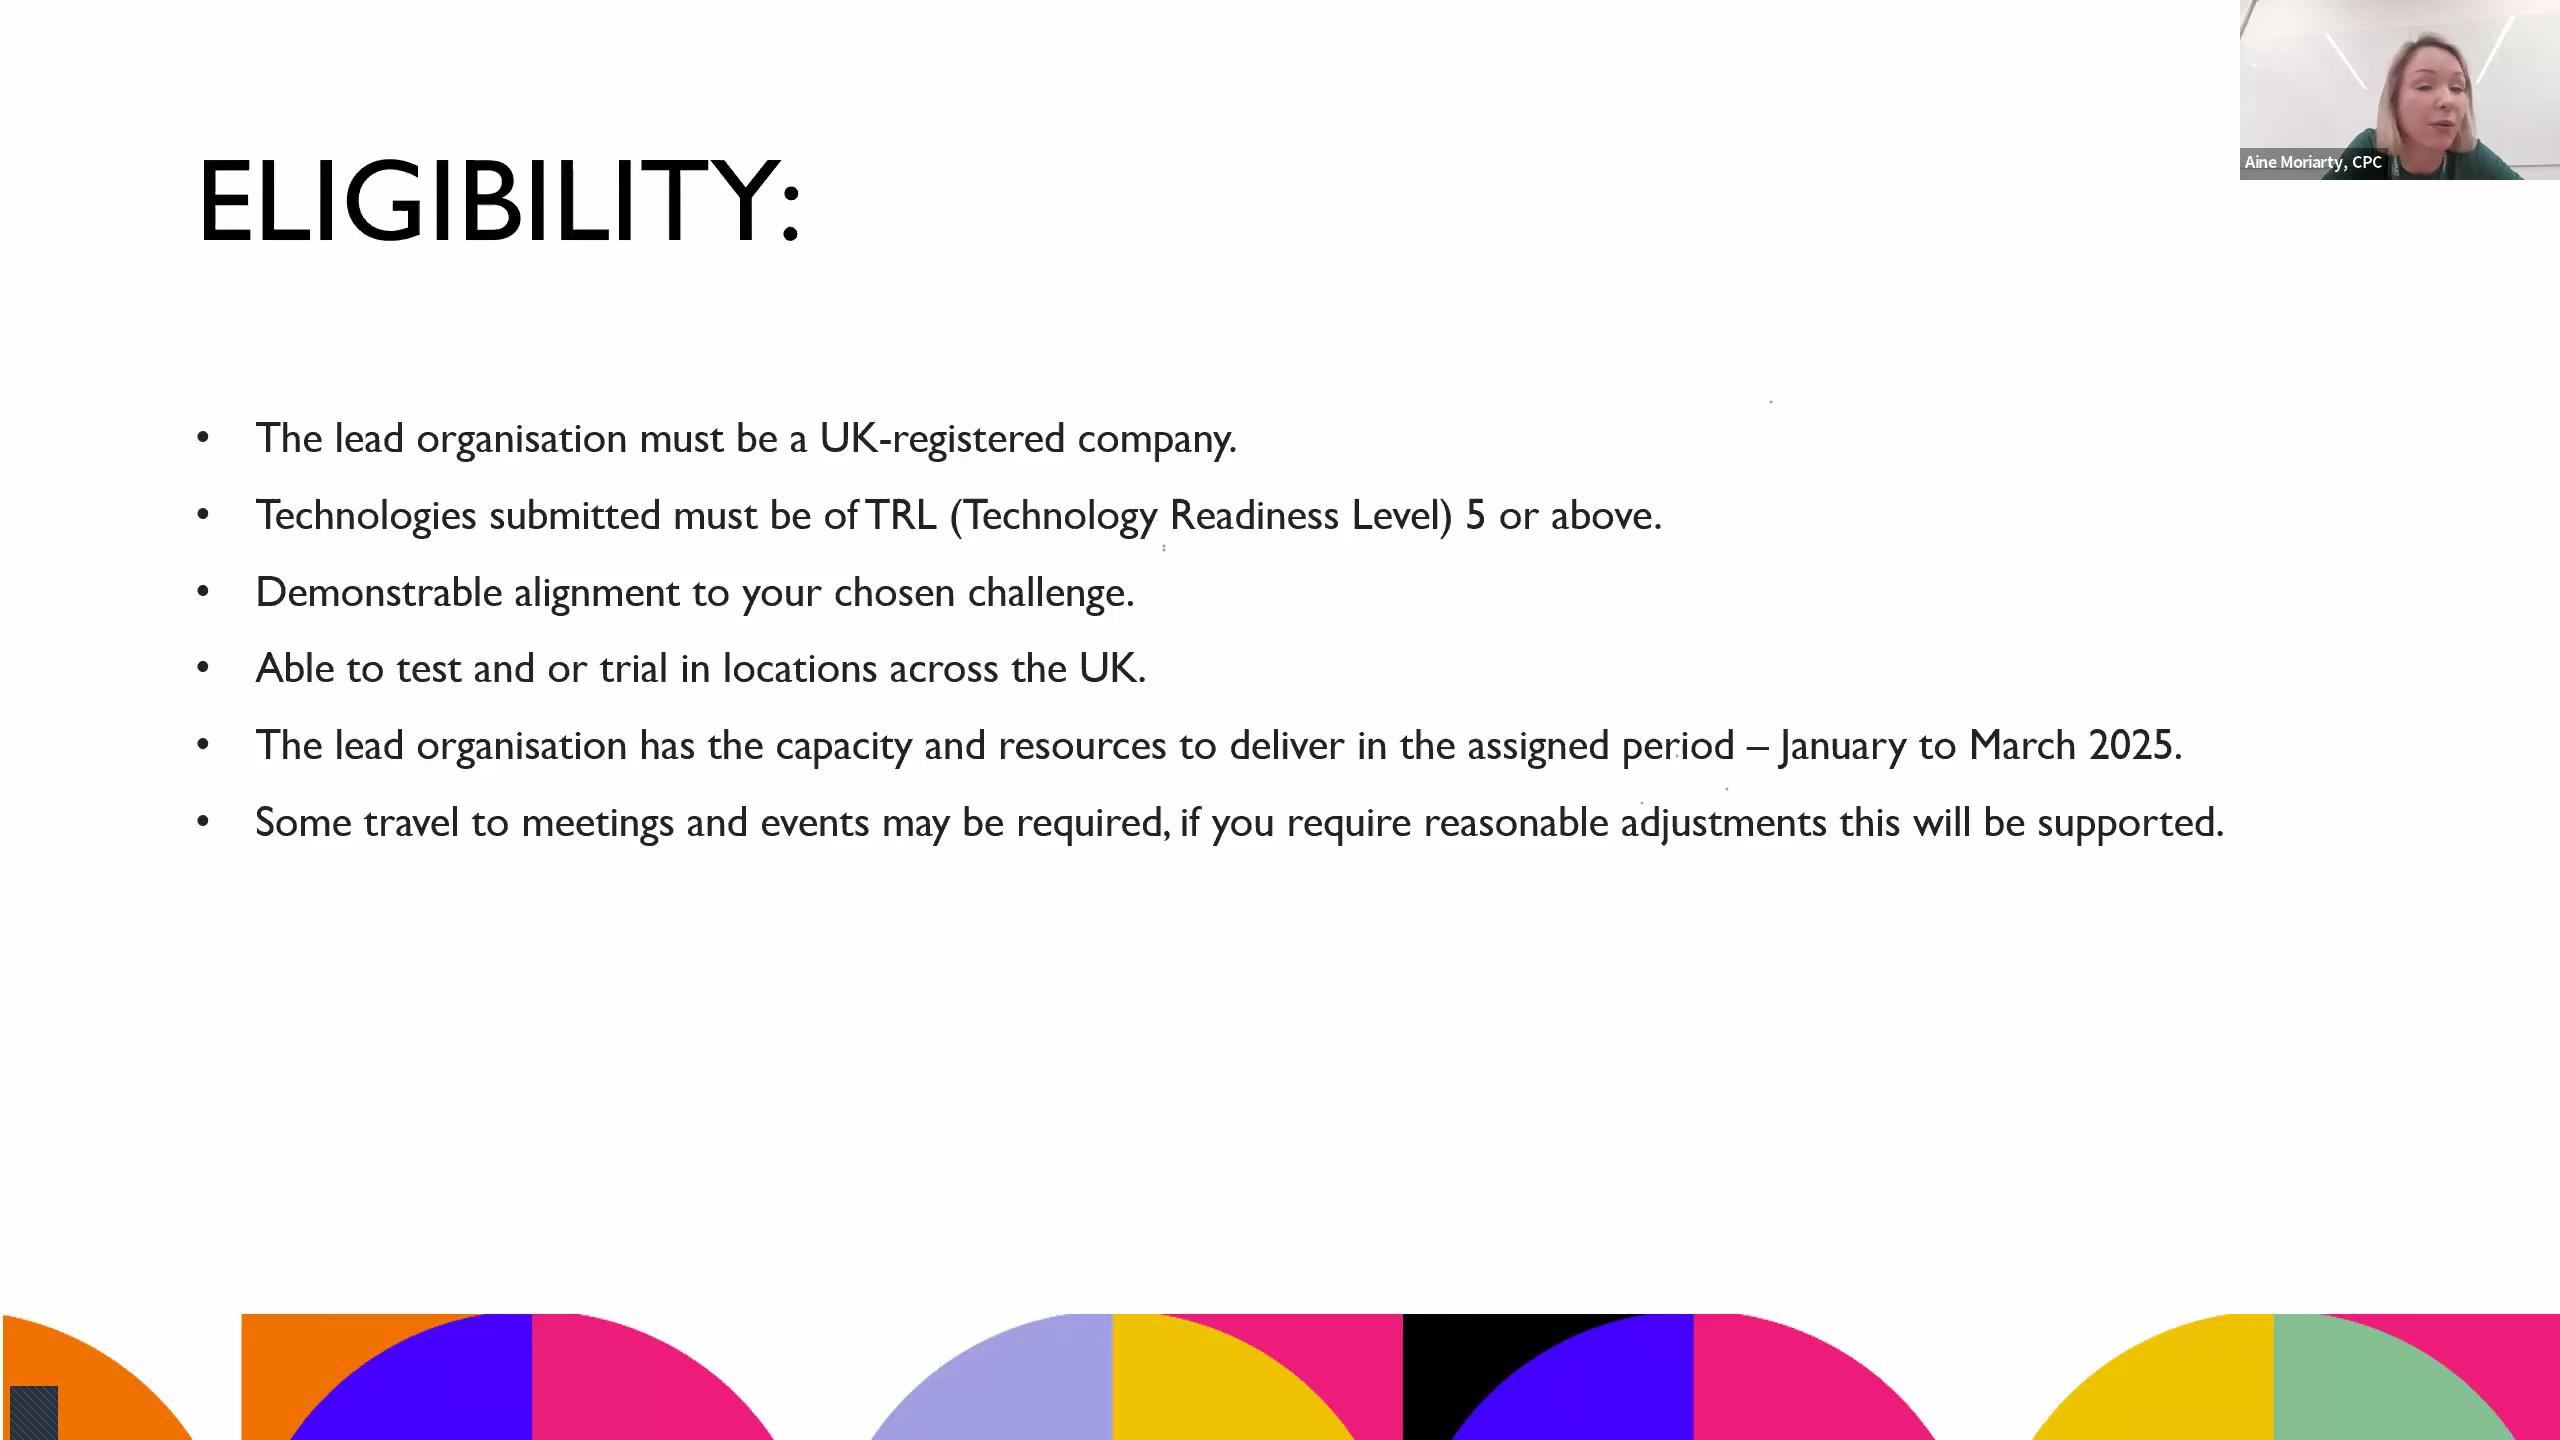 Aine Moriarty, CPC
ELIGIBILITY:
• The lead organisation must be a UK-registered company.
• Technologies submitted must be of TRL (Technology Readiness Level) 5 or above.
• Demonstrable alignment to your chosen challenge.
• Able to test and or trial in locations across the UK.
• The lead organisation has the capacity and resources to deliver in the assigned period – January to March 2025.
• Some travel to meetings and events may be required, if you require reasonable adjustments this will be supported.